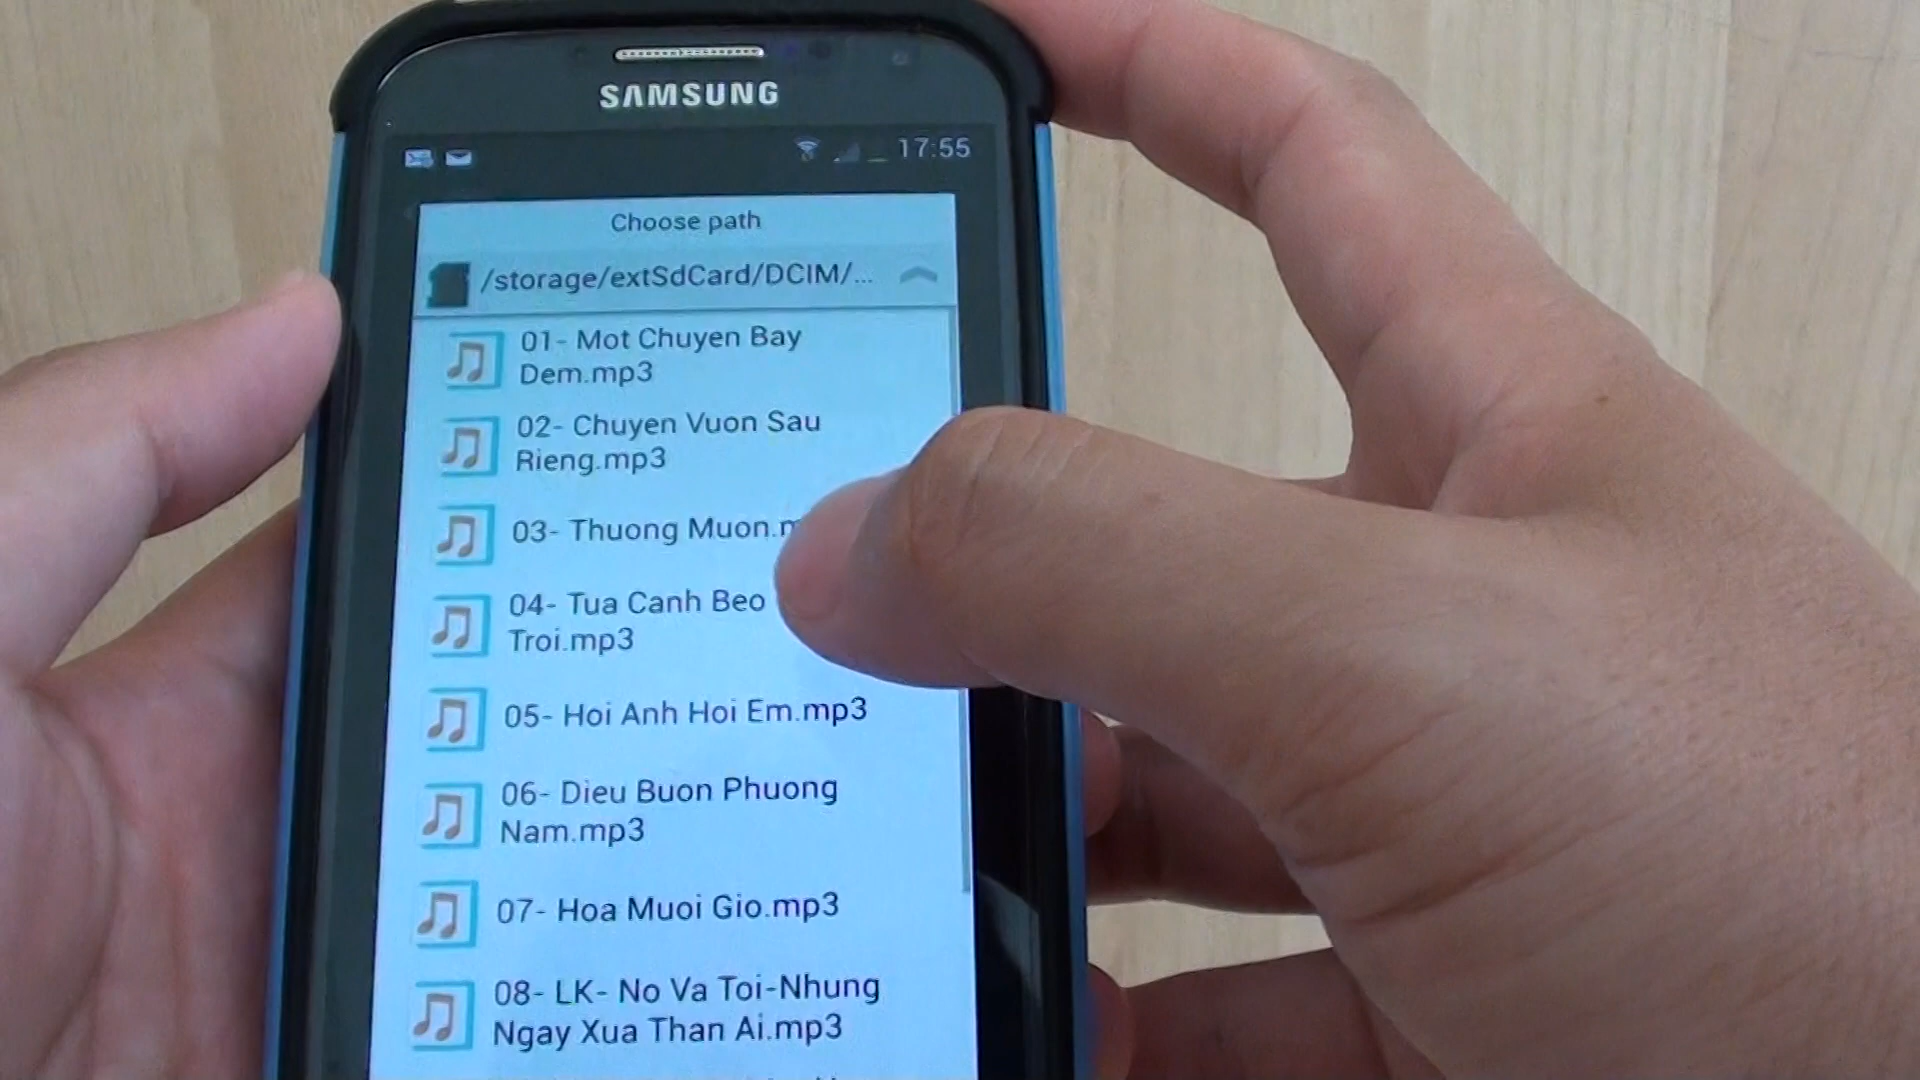 SAMSUNG
17:55
Choose path
/storage/extSdCard/DCIM/...
01- Mot Chuyen Bay
Dem.mp3
02- Chuyen Vuon Sau
Rieng.mp3
03- Thuong Muon.
04- Tua Canh Beo
Troi.mp3
05- Hoi Anh Hoi Em.mp3
06- Dieu Buon Phuong
Nam.mp3
07- Hoa Muoi Gio.mp3
08- LK- No Va Toi-Nhung
Ngay Xua Than Ai.mp3